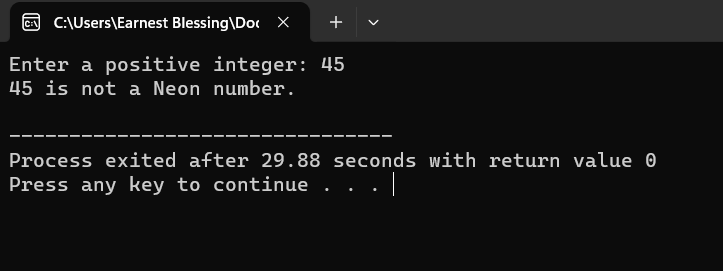 C:\Users\Earnest Blessing\Doc
Enter a positive integer: 45
45 is not a Neon number.
--------------------------------
Process exited after 29.88 seconds with return value 0
Press any key to continue . . .